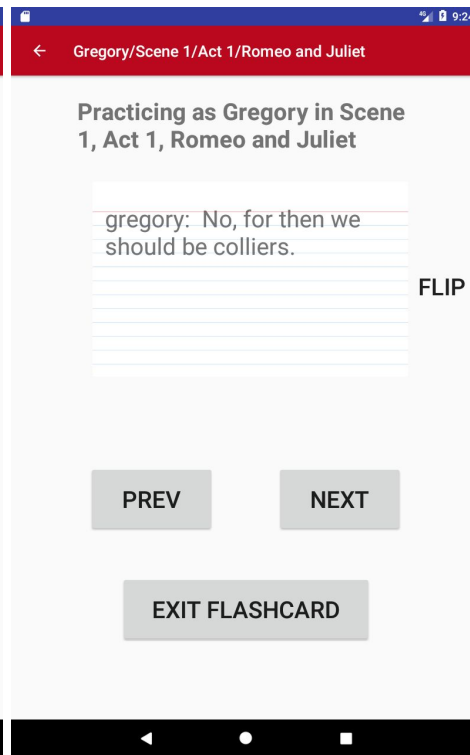 4G 9:24
Gregory/Scene 1/Act 1/Romeo and Juliet
Practicing as Gregory in Scene
1, Act 1, Romeo and Juliet
gregory:  No, for then we
should be colliers.
FLIP
PREV NEXT
EXIT FLASHCARD